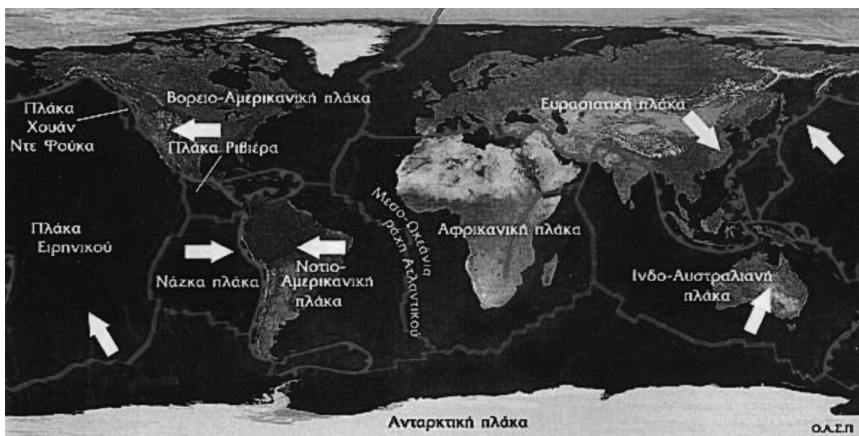 Πλάκα
Χουάν
Ντε Φούκα
Βορειο-Αμερικανική πλάκα
Πλάκα Ριβιέρα
Ευρασιατική πλάκα
Πλάκα
Ειρηνικού
Νάζκα πλάκα
Νοτιο-
Αμερικανική
πλάκα
Μεσο-Ωκεάνια
ράχη Ατλαντικού
Αφρικανική πλάκα
Ινδο-Αυστραλιανή
πλάκα
Ανταρκτική πλάκα
Ο.Α.Σ.Π